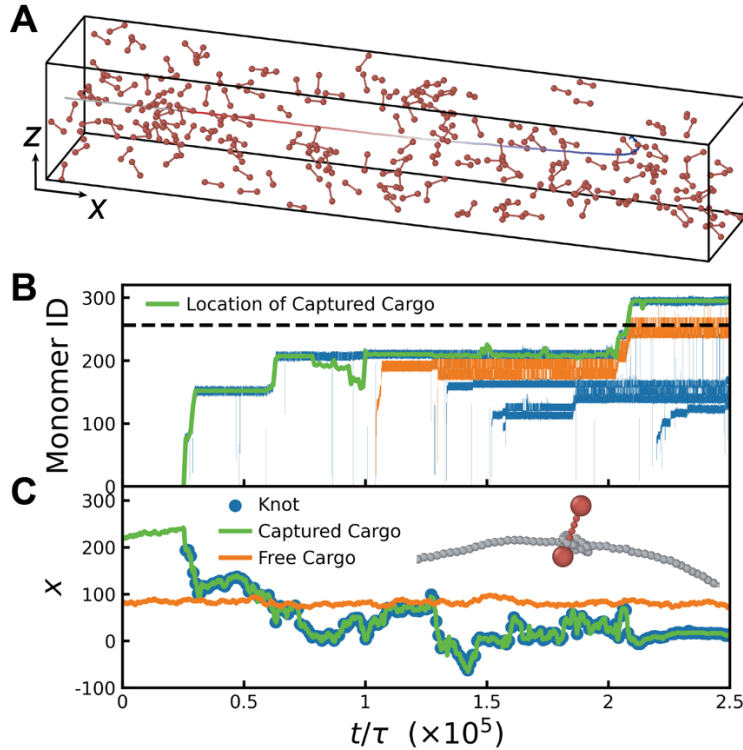 A
Z
X
B
Monomer ID
300
200
100
0
Location of Captured Cargo
C
x
300
200
100
0
-100
Knot
Captured Cargo
Free Cargo
0 0.5 1 1.5 2 2.5
t/τ (×10⁵)